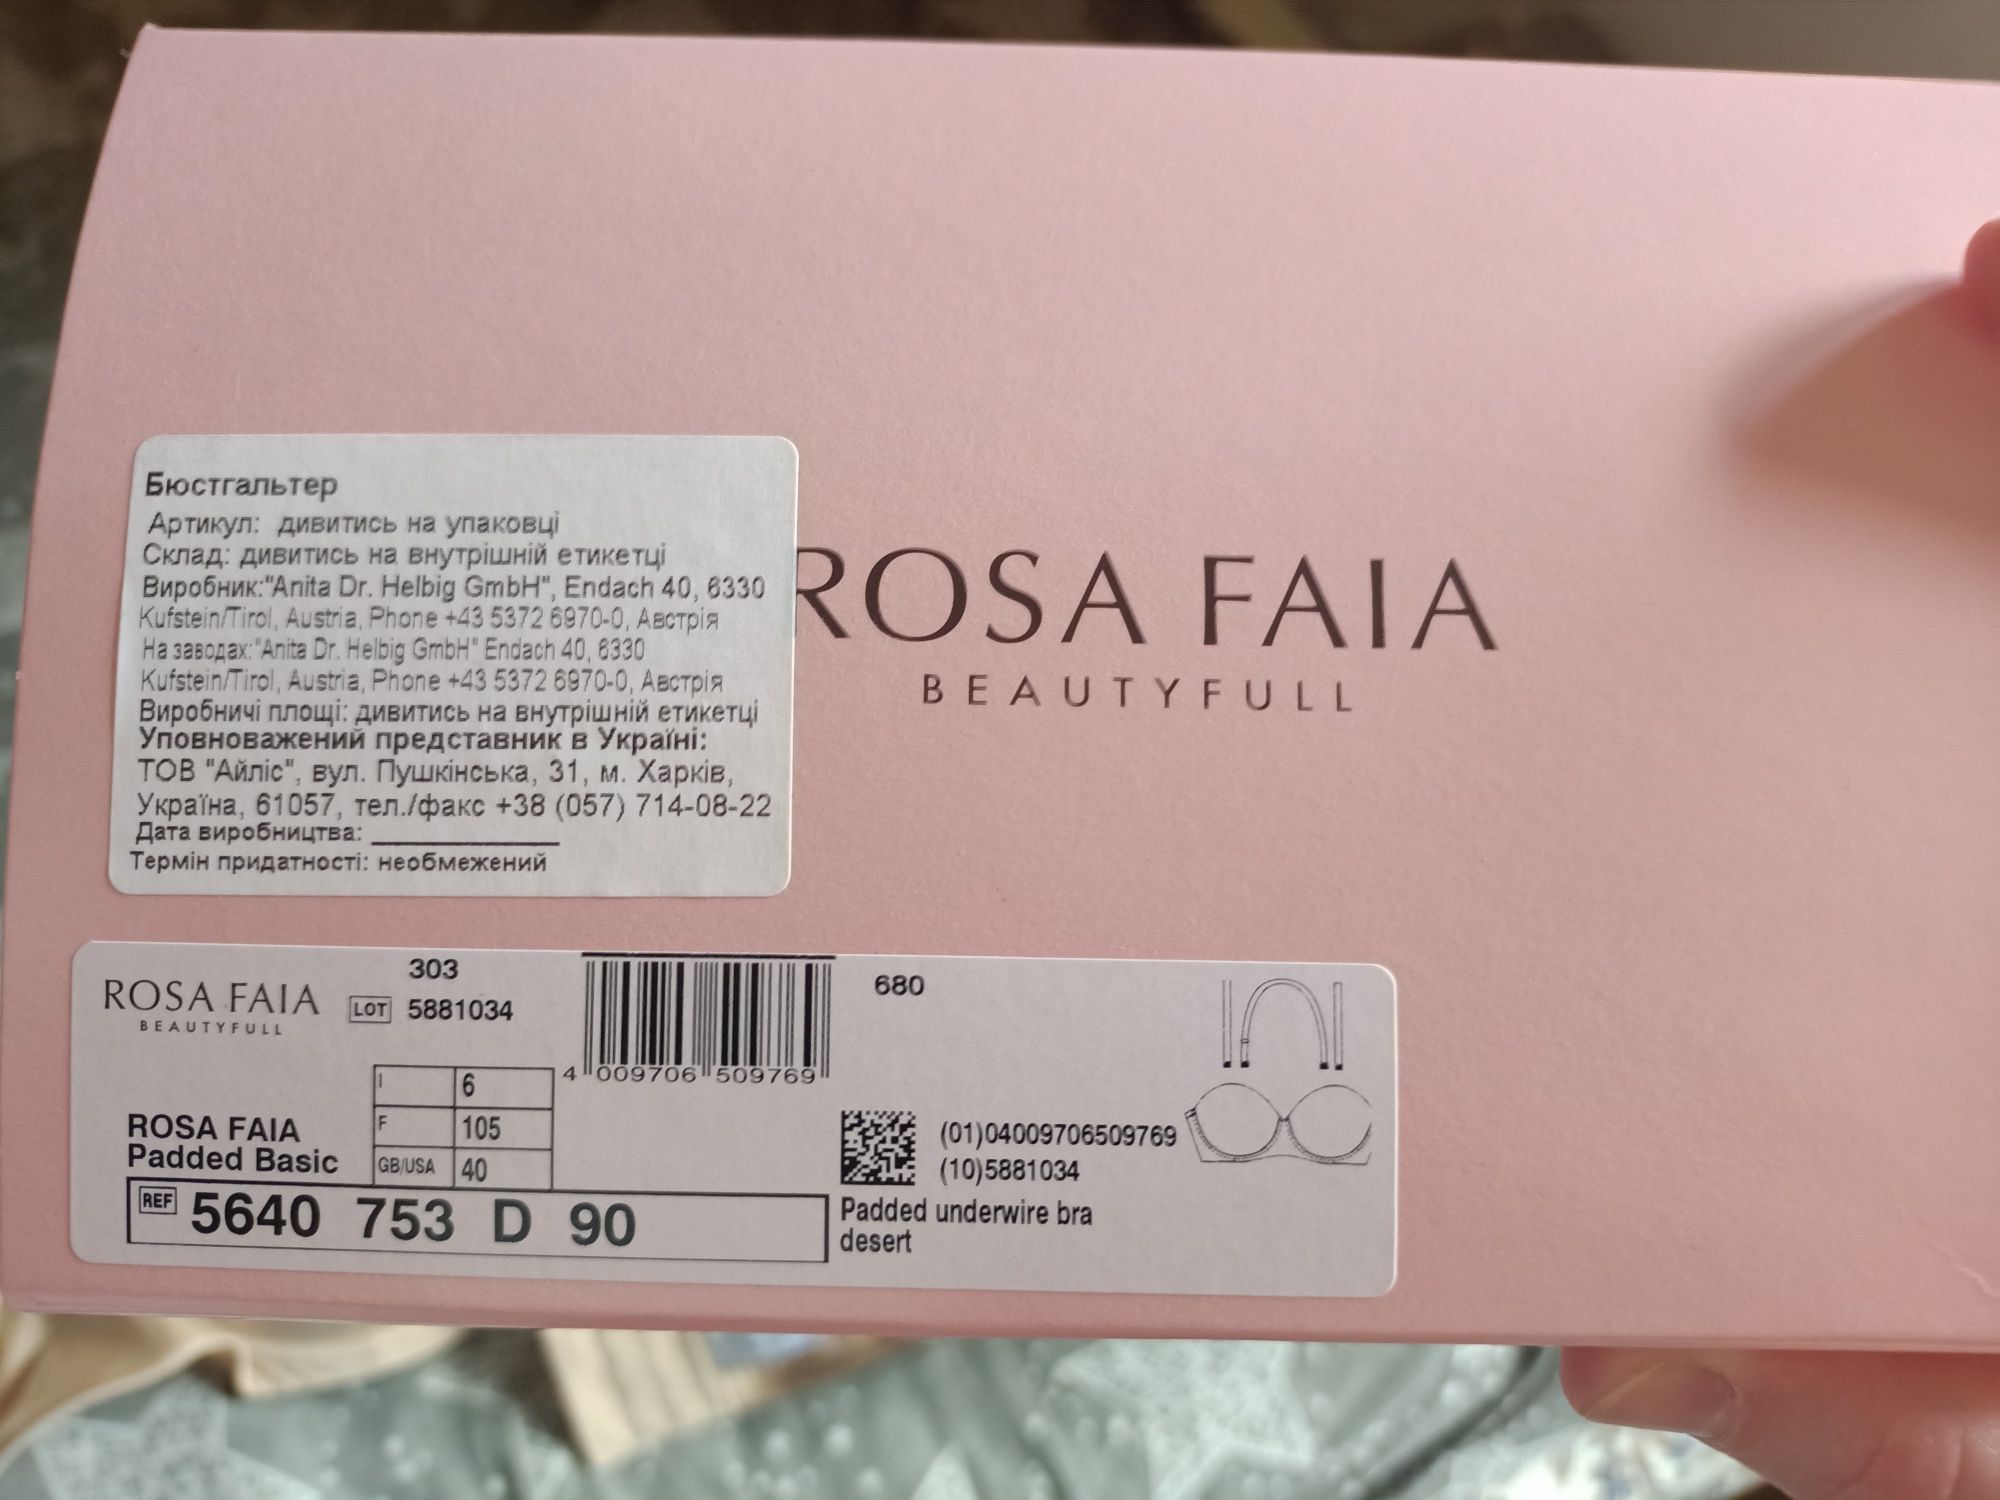 Бюстгальтер
Артикул: дивитись на упаковці
Склад: дивитись на внутрішній етикетці
Виробник:"Anita Dr. Helbig GmbH", Endach 40, 6330
Kufstein/Tirol, Austria, Phone +43 5372 6970-0, Австрія
На заводах:"Anita Dr. Helbig GmbH" Endach 40, 6330
Kufstein/Tirol, Austria, Phone +43 5372 6970-0, Австрія
Виробничі площі: дивитись на внутрішній етикетці
Уповноважений представник в Україні:
ТОВ "Айліс", вул. Пушкінська, 31, м. Харків,
Україна, 61057, тел./факс +38 (057) 714-08-22
Дата виробництва:
Термін придатності: необмежений
ROSA FAIA
BEAUTYFULL
ROSA FAIA
BEAUTYFULL
303
LOT 5881034
4 009706 509769
680
I 6
F 105
GB/USA 40
ROSA FAIA
Padded Basic
REF 5640 753 D 90
(01)04009706509769
(10)5881034
Padded underwire bra
desert